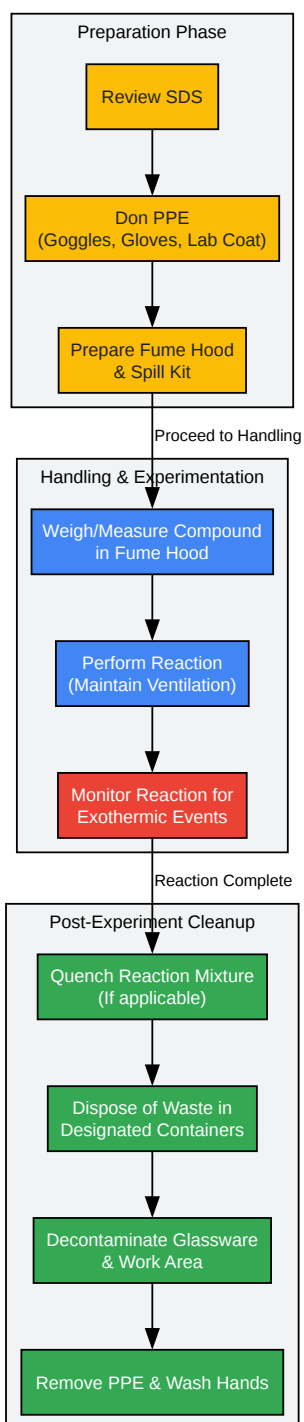 Preparation Phase
Review SDS
Don PPE
(Goggles, Gloves, Lab Coat)
Prepare Fume Hood
& Spill Kit
Proceed to Handling
Handling & Experimentation
Weigh/Measure Compound
in Fume Hood
Perform Reaction
(Maintain Ventilation)
Monitor Reaction for
Exothermic Events
Reaction Complete
Post-Experiment Cleanup
Quench Reaction Mixture
(If applicable)
Dispose of Waste in
Designated Containers
Decontaminate Glassware
& Work Area
Remove PPE & Wash Hands